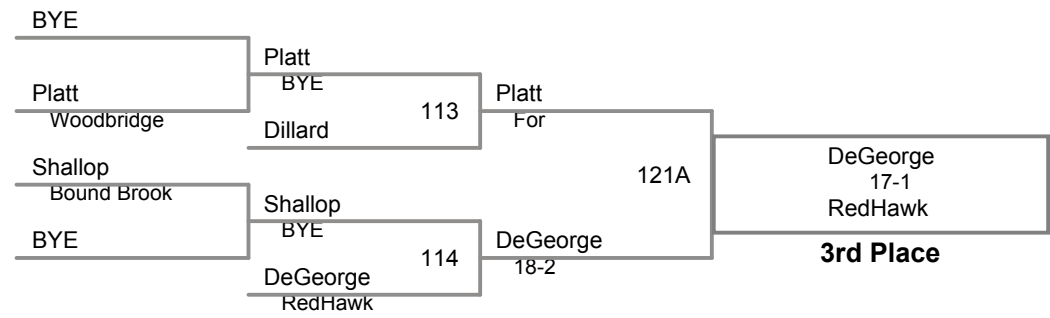 BYE
Platt
BYE
Platt
Woodbridge
113
Platt
For
Dillard
Shallop
Bound Brook
121A
DeGeorge
17-1
RedHawk
Shallop
BYE
BYE
114
DeGeorge
18-2
3rd Place
DeGeorge
RedHawk